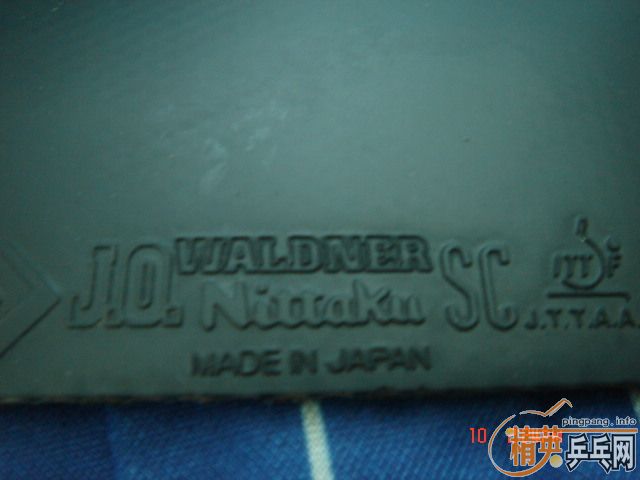 J.O. WALDNER Nittaku SC
ITTF
J.T.T.A.A.
MADE IN JAPAN
10
pingpang.info
精英乒乓网